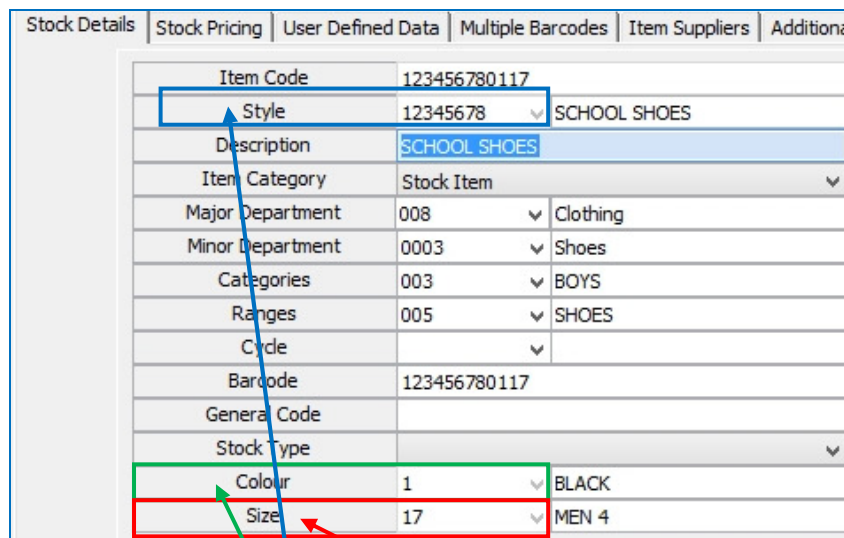 Stock Details Stock Pricing User Defined Data Multiple Barcodes Item Suppliers Additiona
Item Code 123456780117
Style 12345678 SCHOOL SHOES
Description SCHOOL SHOES
Item Category Stock Item
Major Department 008 Clothing
Minor Department 0003 Shoes
Categories 003 BOYS
Ranges 005 SHOES
Cycle
Barcode 123456780117
General Code
Stock Type
Colour 1 BLACK
Size 17 MEN 4